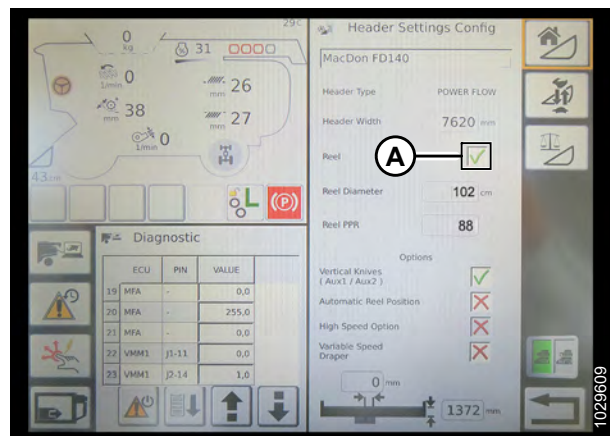 29c
0
kg
31
0
1/min
38
mm
0
1/min
26
mm
27
mm
43 cm
L
(P)
Diagnostic
ECU PIN VALUE
19 MFA - 0,0
20 MFA - 255,0
21 MFA - 0,0
22 VMM1 J1-11 0,0
23 VMM1 J2-14 1,0
Header Settings Config
MacDon FD140
Header Type POWER FLOW
Header Width 7620 mm
Reel
A
Reel Diameter 102 cm
Reel PPR 88
Options
Vertical Knives
( Aux1 / Aux2 )
Automatic Reel Position
High Speed Option
Variable Speed
Draper
0 mm
1372 mm
1029609